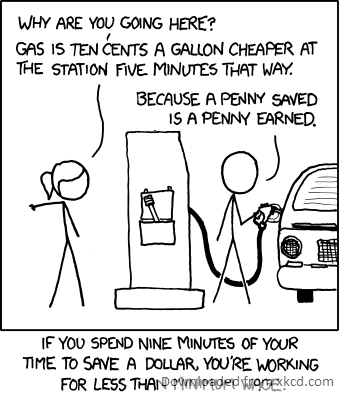 WHY ARE YOU GOING HERE?
GAS IS TEN CENTS A GALLON CHEAPER AT
THE STATION FIVE MINUTES THAT WAY.
BECAUSE A PENNY SAVED
IS A PENNY EARNED.
IF YOU SPEND NINE MINUTES OF YOUR
TIME TO SAVE A DOLLAR, YOU'RE WORKING
FOR LESS THAN MINIMUM WAGE.
Downloaded from xkcd.com